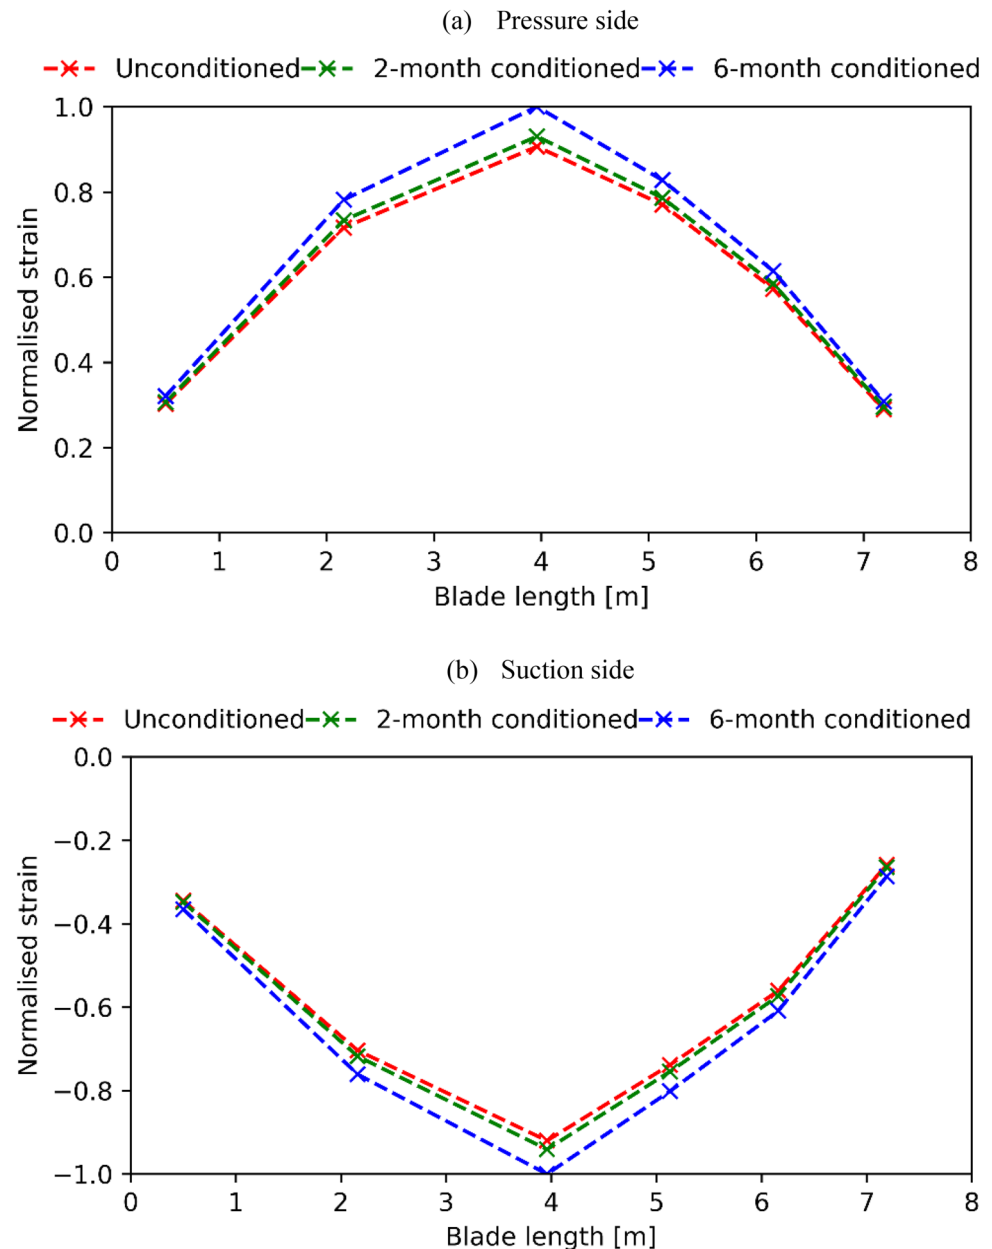 (a) Pressure side
Unconditioned 2-month conditioned 6-month conditioned
1.0
0.8
0.6
0.4
0.2
0.0
Normalised strain
0 1 2 3 4 5 6 7 8
Blade length [m]
(b) Suction side
Unconditioned 2-month conditioned 6-month conditioned
0.0
−0.2
−0.4
−0.6
−0.8
−1.0
Normalised strain
0 1 2 3 4 5 6 7 8
Blade length [m]